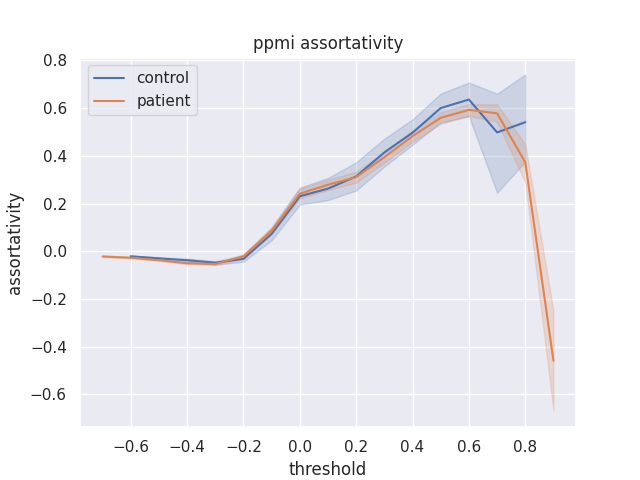 ppmi assortativity
control
patient
assortativity
0.8
0.6
0.4
0.2
0.0
−0.2
−0.4
−0.6
−0.6 −0.4 −0.2 0.0 0.2 0.4 0.6 0.8
threshold